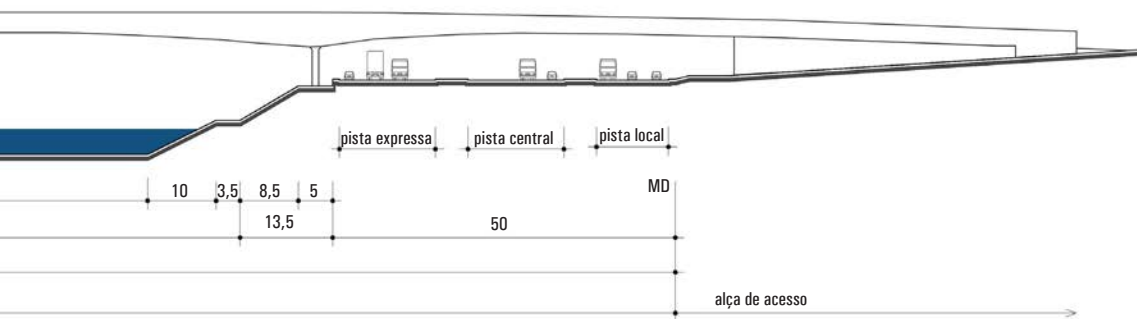 pista expressa pista central pista local
10 3,5 8,5 5 MD
13,5 50
alça de acesso